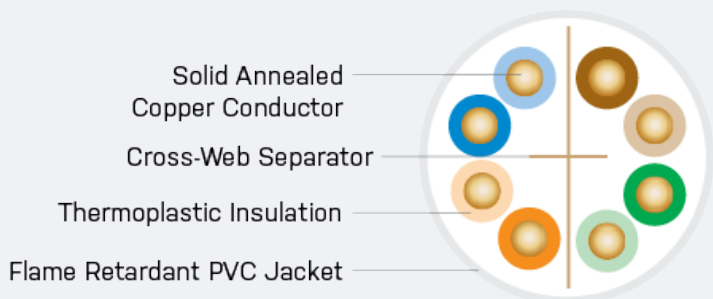 Solid Annealed
Copper Conductor
Cross-Web Separator
Thermoplastic Insulation
Flame Retardant PVC Jacket